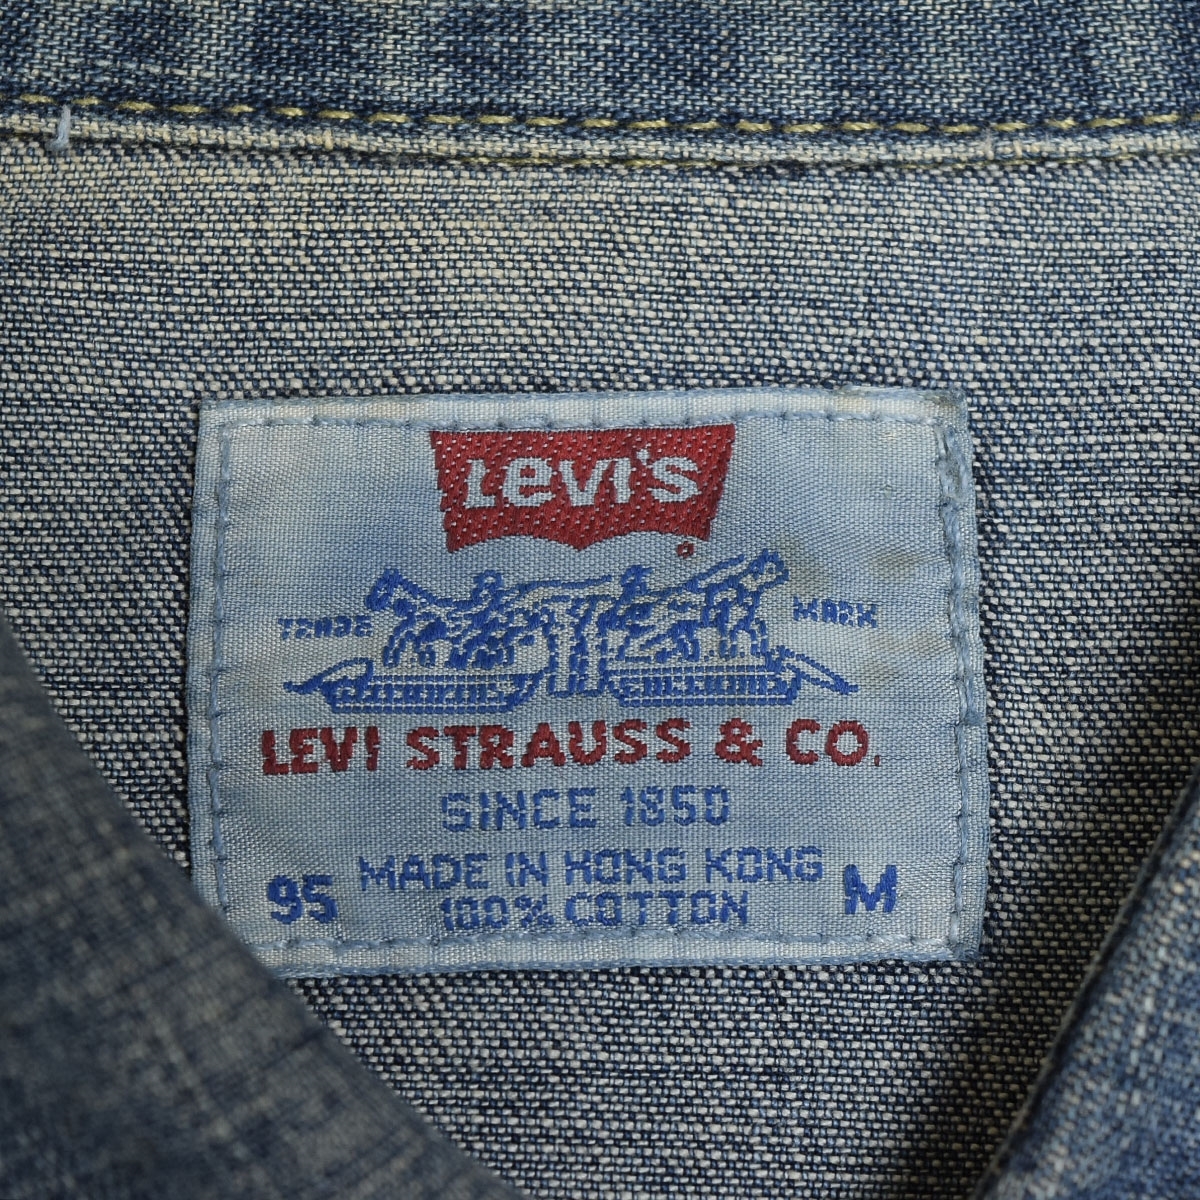 Levi's ®
TRADE MARK
LEVI STRAUSS & CO.
SINCE 1850
MADE IN HONG KONG
95 100% COTTON M